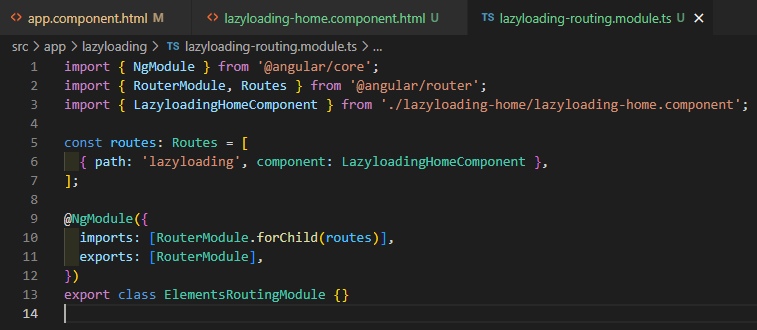 <> app.component.html M <> lazyloading-home.component.html U TS lazyloading-routing.module.ts U ×
src > app > lazyloading > TS lazyloading-routing.module.ts > ...
1 import { NgModule } from '@angular/core';
2 import { RouterModule, Routes } from '@angular/router';
3 import { LazyloadingHomeComponent } from './lazyloading-home/lazyloading-home.component';
4
5 const routes: Routes = [
6   { path: 'lazyloading', component: LazyloadingHomeComponent },
7 ];
8
9 @NgModule({
10   imports: [RouterModule.forChild(routes)],
11   exports: [RouterModule],
12 })
13 export class ElementsRoutingModule {}
14